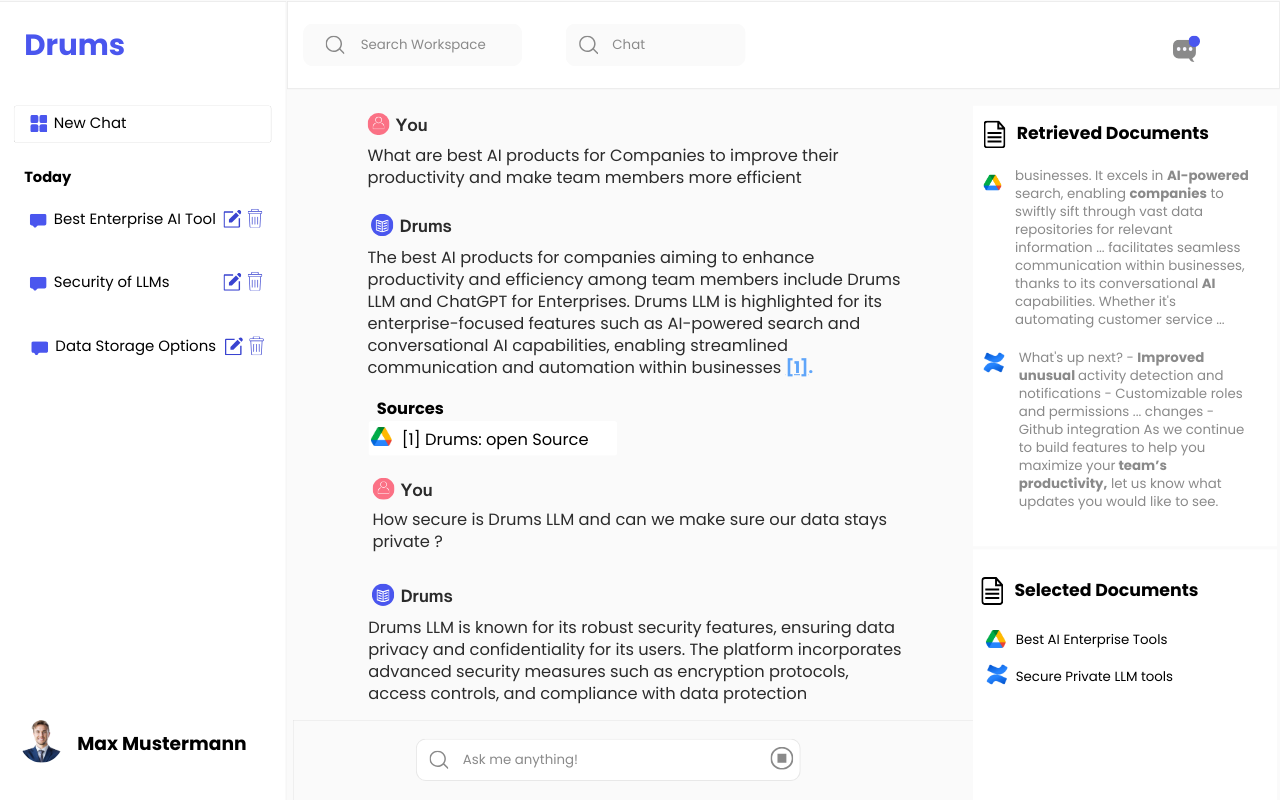 Drums
Search Workspace
Chat
New Chat
Today
Best Enterprise AI Tool
Security of LLMs
Data Storage Options
Max Mustermann
You
What are best AI products for Companies to improve their
productivity and make team members more efficient
Drums
The best AI products for companies aiming to enhance
productivity and efficiency among team members include Drums
LLM and ChatGPT for Enterprises. Drums LLM is highlighted for its
enterprise-focused features such as AI-powered search and
conversational AI capabilities, enabling streamlined
communication and automation within businesses [1].
Sources
[1] Drums: open Source
You
How secure is Drums LLM and can we make sure our data stays
private ?
Drums
Drums LLM is known for its robust security features, ensuring data
privacy and confidentiality for its users. The platform incorporates
advanced security measures such as encryption protocols,
access controls, and compliance with data protection
Ask me anything!
Retrieved Documents
businesses. It excels in AI-powered
search, enabling companies to
swiftly sift through vast data
repositories for relevant
information ... facilitates seamless
communication within businesses,
thanks to its conversational AI
capabilities. Whether it's
automating customer service ...
What's up next? - Improved
unusual activity detection and
notifications - Customizable roles
and permissions ... changes -
Github integration As we continue
to build features to help you
maximize your team’s
productivity, let us know what
updates you would like to see.
Selected Documents
Best AI Enterprise Tools
Secure Private LLM tools